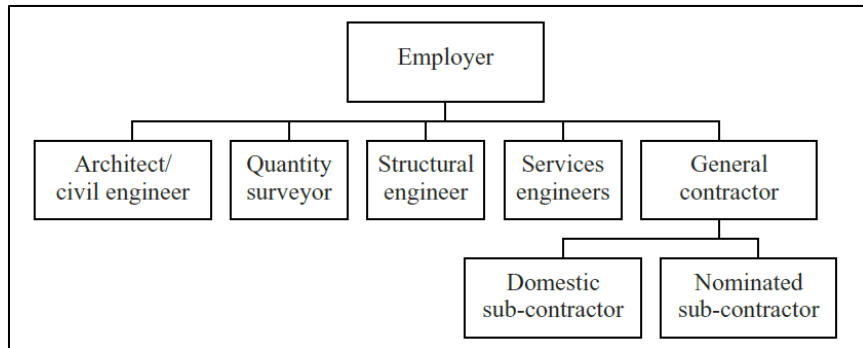 Employer
Architect/
civil engineer
Quantity
surveyor
Structural
engineer
Services
engineers
General
contractor
Domestic
sub-contractor
Nominated
sub-contractor